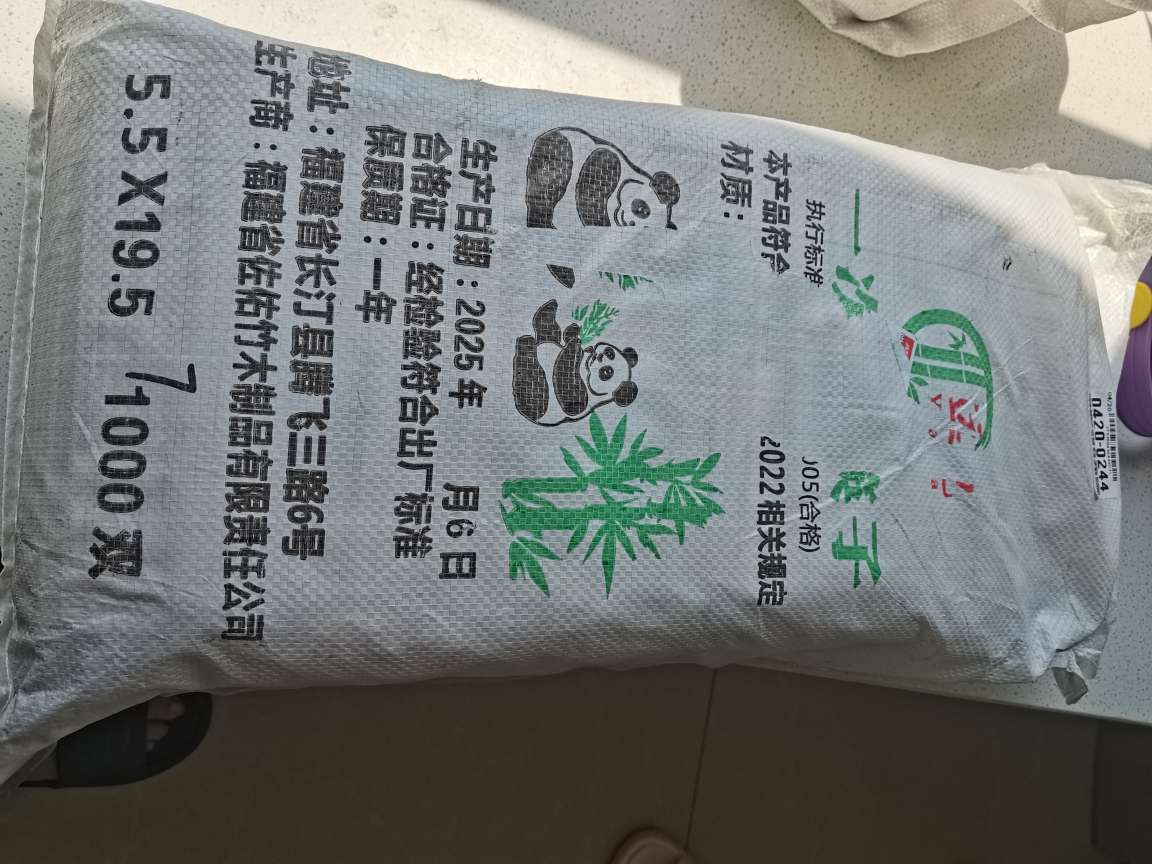 一次 筷子
执行标准 005(合格)
本产品符合 2022相关规定
材质：
生产日期：2025年 月6日
合格证：经检验符合出厂标准
保质期：一年
地址：福建省长汀县腾飞三路6号
生产商：福建省佐佑竹木制品有限责任公司
5.5X19.5 1000双
0420-0244